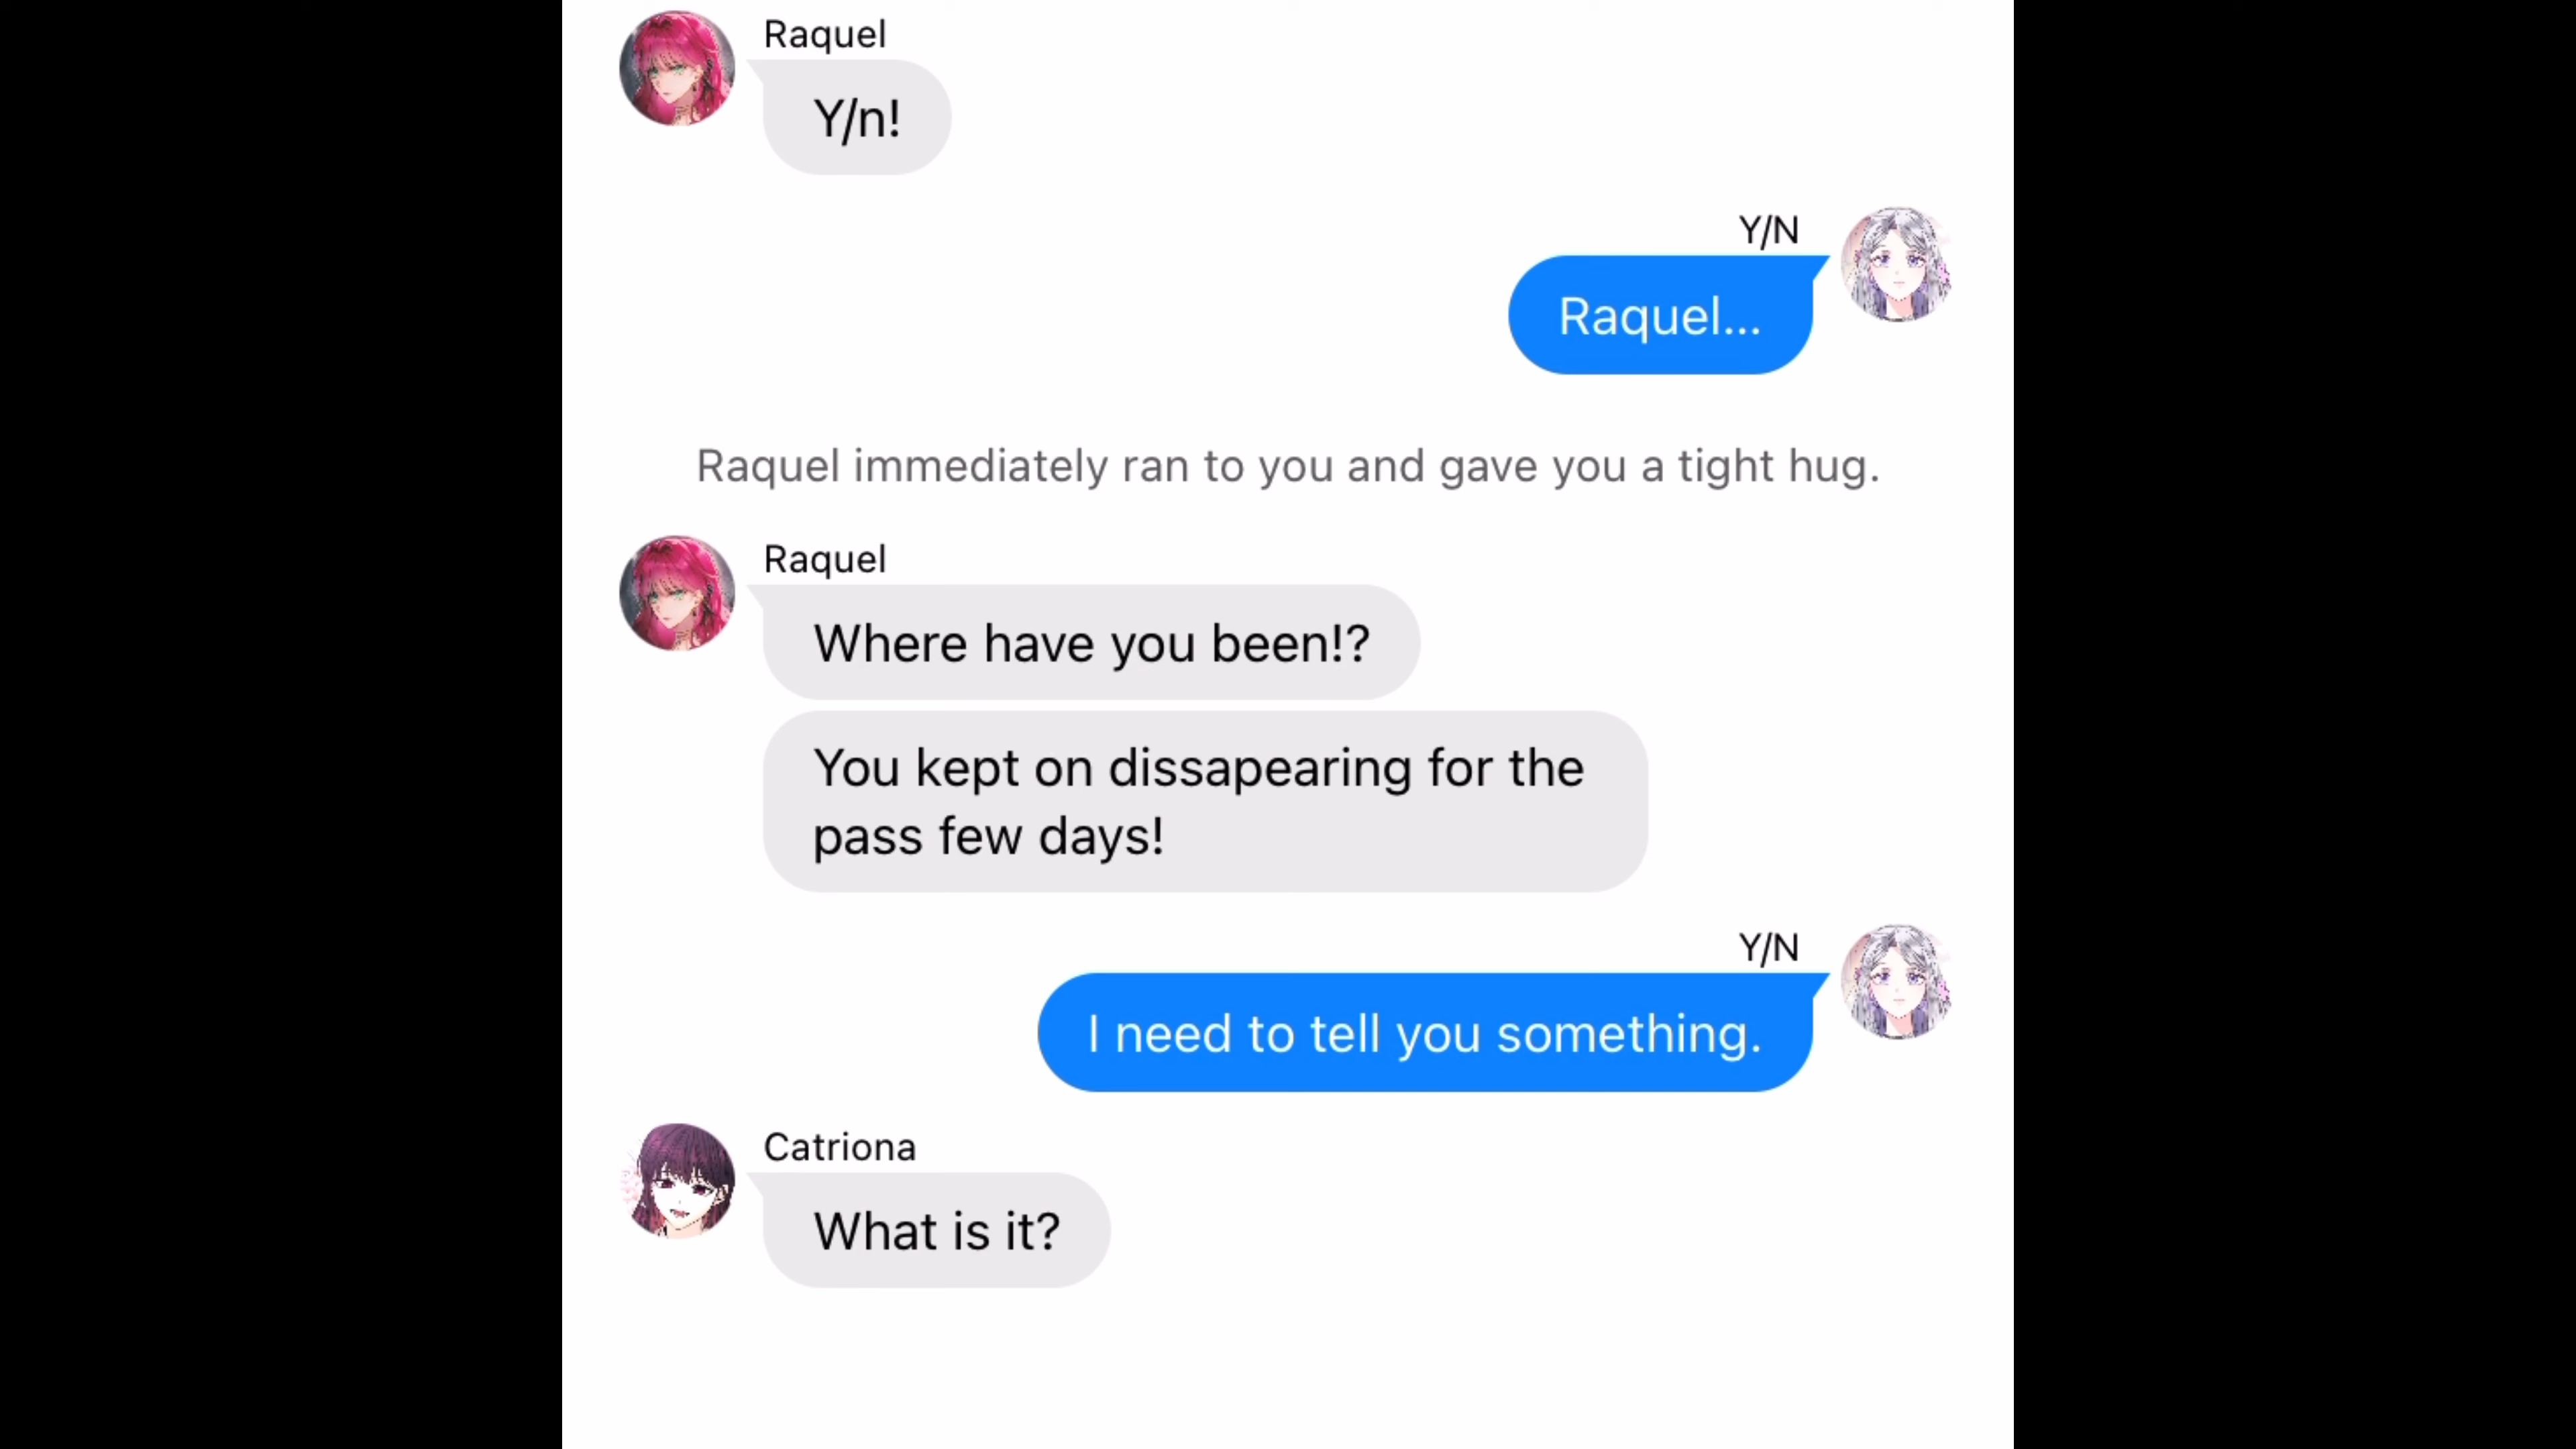 Raquel
Y/n!
Y/N
Raquel...
Raquel immediately ran to you and gave you a tight hug.
Raquel
Where have you been!?
You kept on dissapearing for the
pass few days!
Y/N
I need to tell you something.
Catriona
What is it?